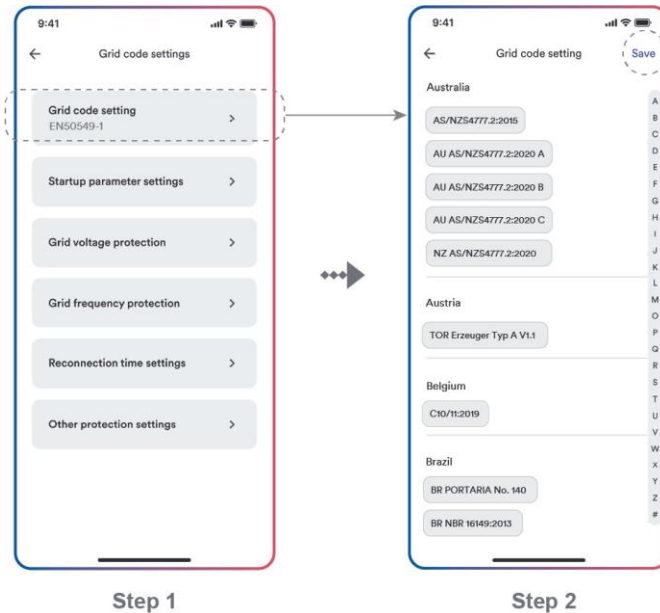 9:41
Grid code settings
Grid code setting
EN50549-1
Startup parameter settings
Grid voltage protection
Grid frequency protection
Reconnection time settings
Other protection settings
Step 1
9:41
Grid code setting
Save
Australia
AS/NZS4777.2:2015
AU AS/NZS4777.2:2020 A
AU AS/NZS4777.2:2020 B
AU AS/NZS4777.2:2020 C
NZ AS/NZS4777.2:2020
Austria
TOR Erzeuger Typ A V1.1
Belgium
C10/11:2019
Brazil
BR PORTARIA No. 140
BR NBR 16149:2013
A
B
C
D
E
F
G
H
I
J
K
L
M
O
P
Q
R
S
T
U
V
W
X
Y
Z
#
Step 2